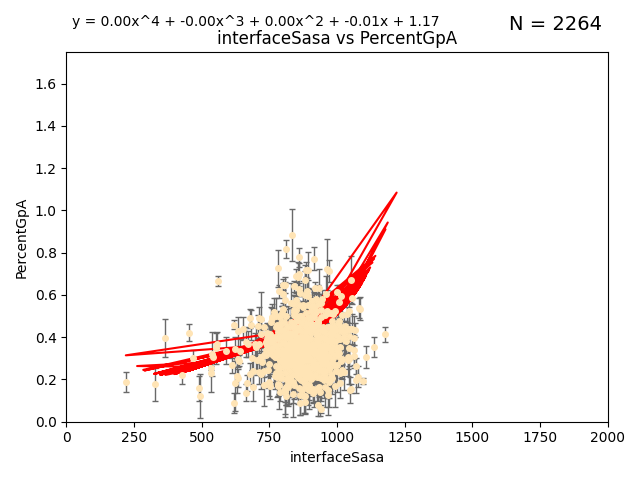 y = 0.00x^4 + -0.00x^3 + 0.00x^2 + -0.01x + 1.17
N = 2264
interfaceSasa vs PercentGpA
1.6
1.4
1.2
1.0
0.8
0.6
0.4
0.2
0.0
PercentGpA
0 250 500 750 1000 1250 1500 1750 2000
interfaceSasa